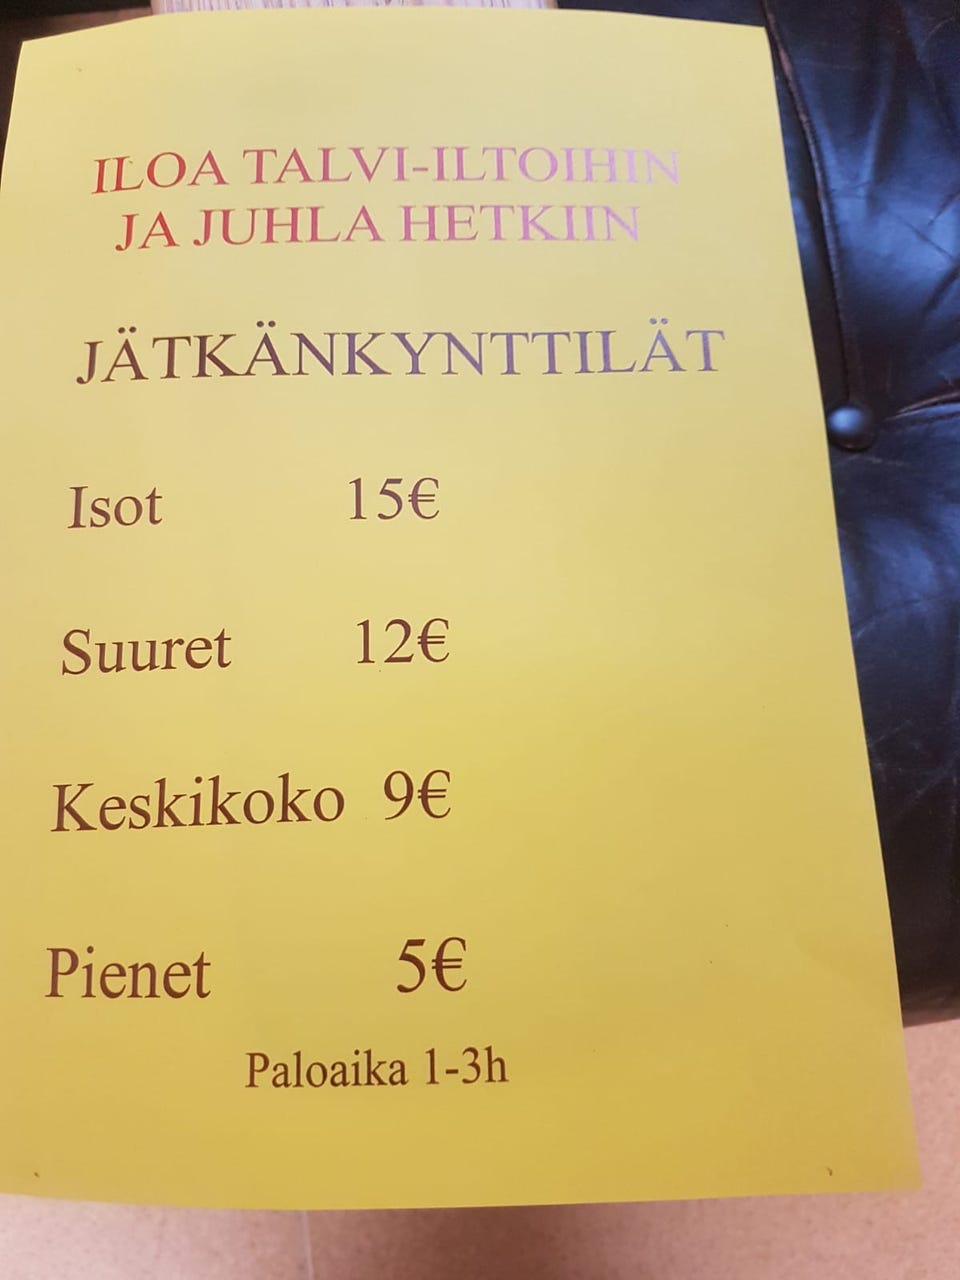 ILOA TALVI-ILTOIHIN
JA JUHLA HETKIIN
JÄTKÄNKYNTTILÄT
Isot 15€
Suuret 12€
Keskikoko 9€
Pienet 5€
Paloaika 1-3h